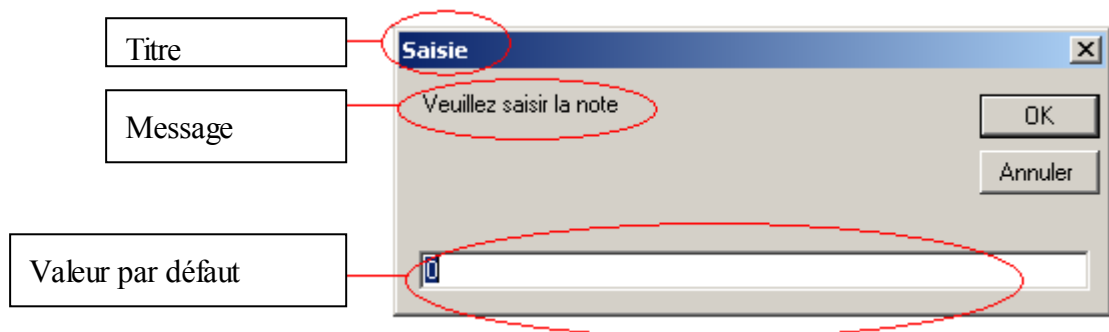 Titre
Saisie
Veuillez saisir la note
Message
OK
Annuler
Valeur par défaut
0